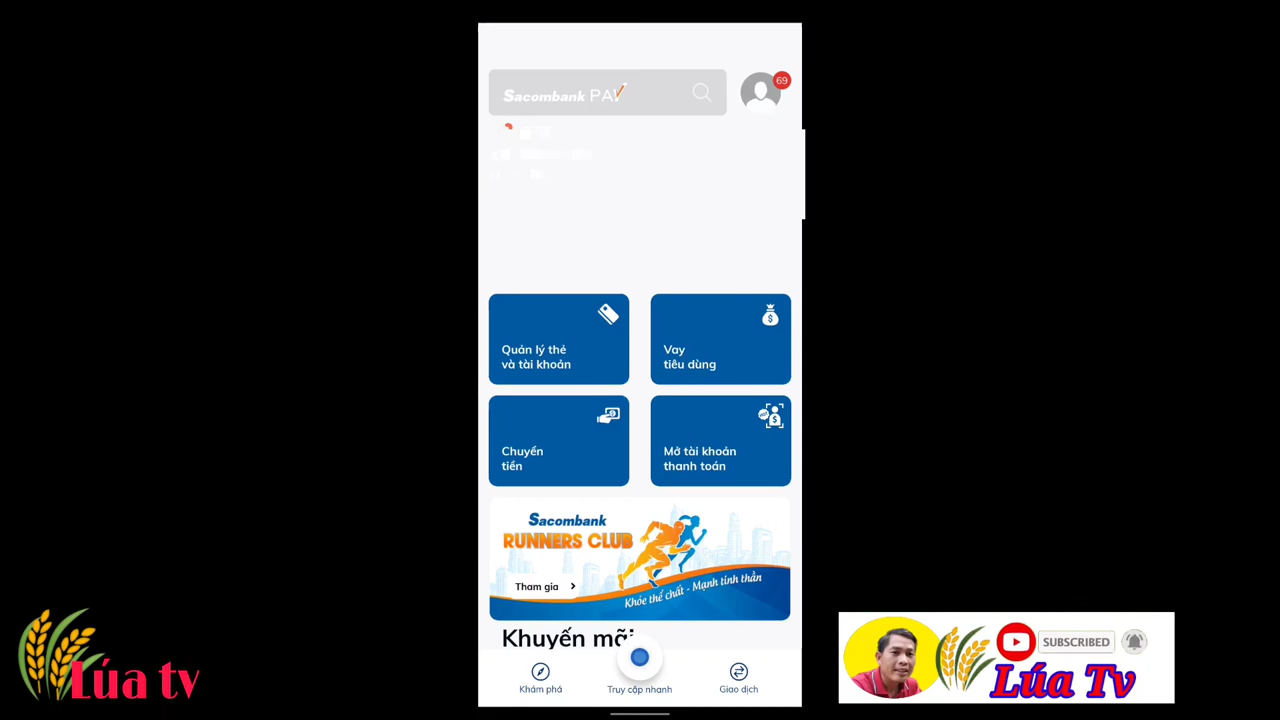 Sacombank PAY
69
Quản lý thẻ
và tài khoản
Vay
tiêu dùng
Chuyển
tiền
Mở tài khoản
thanh toán
Sacombank
RUNNERS CLUB
Tham gia
Khỏe thể chất - Mạnh tinh thần
Khuyến mãi
Khám phá
Truy cập nhanh
Giao dịch
Lúa tv
SUBSCRIBED
Lúa Tv